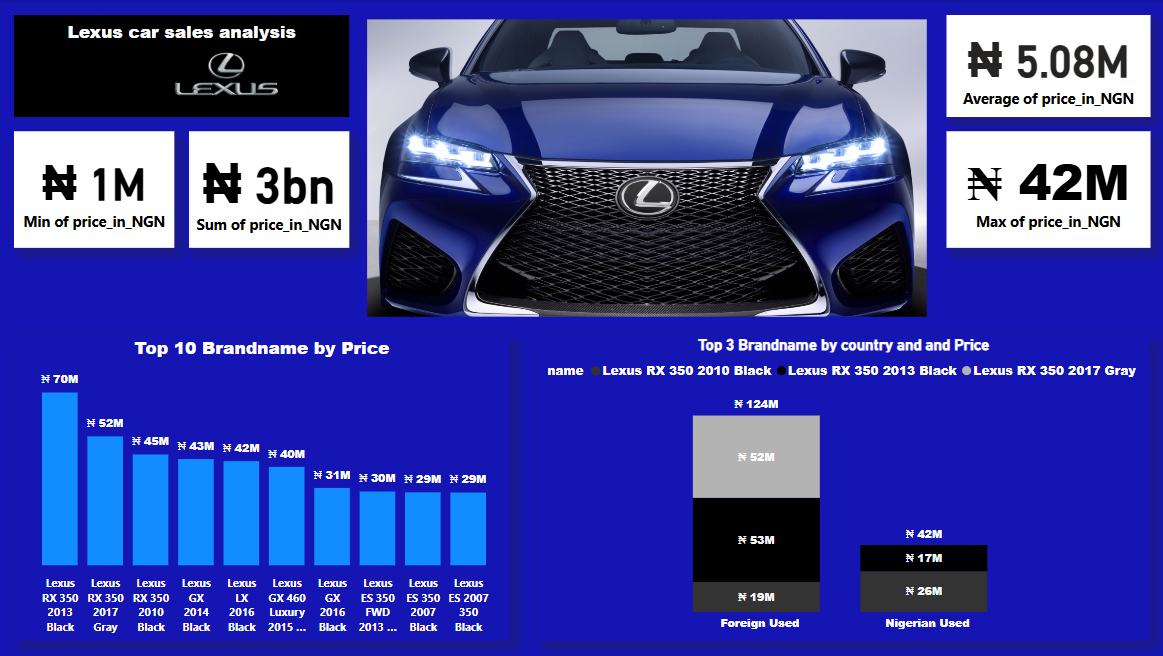 Lexus car sales analysis
LEXUS
₦ 1M
Min of price_in_NGN
₦ 3bn
Sum of price_in_NGN
₦ 5.08M
Average of price_in_NGN
₦ 42M
Max of price_in_NGN
Top 10 Brandname by Price
₦ 70M
₦ 52M
₦ 45M
₦ 43M
₦ 42M
₦ 40M
₦ 31M
₦ 30M
₦ 29M
₦ 29M
Lexus
RX 350
2013
Black
Lexus
RX 350
2017
Gray
Lexus
RX 350
2010
Black
Lexus
GX
2014
Black
Lexus
LX
2016
Black
Lexus
GX 460
Luxury
2015 ...
Lexus
GX
2016
Black
Lexus
ES 350
FWD
2013 ...
Lexus
ES 350
2007
Black
Lexus
ES 2007
350
Black
Top 3 Brandname by country and and Price
name Lexus RX 350 2010 Black Lexus RX 350 2013 Black Lexus RX 350 2017 Gray
₦ 124M
₦ 52M
₦ 53M
₦ 19M
Foreign Used
₦ 42M
₦ 17M
₦ 26M
Nigerian Used